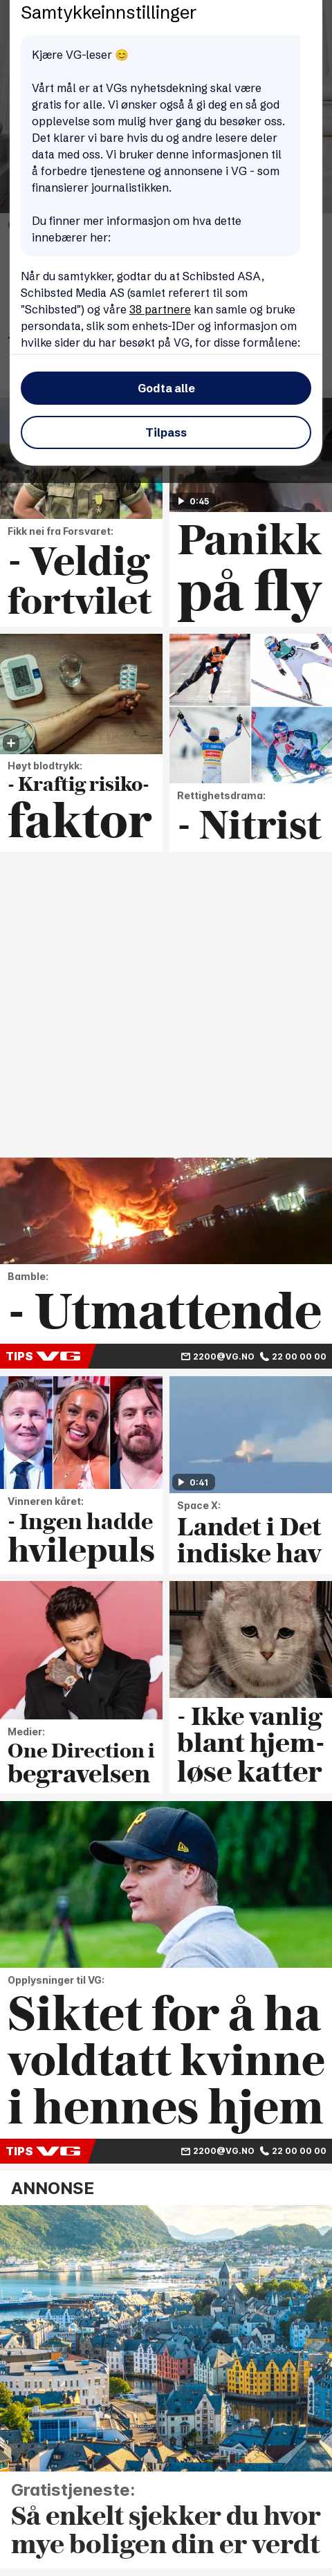 Samtykkeinnstillinger
Kjære VG-leser 😊
Vårt mål er at VGs nyhetsdekning skal være
gratis for alle. Vi ønsker også å gi deg en så god
opplevelse som mulig hver gang du besøker oss.
Det klarer vi bare hvis du og andre lesere deler
data med oss. Vi bruker denne informasjonen til
å forbedre tjenestene og annonsene i VG - som
finansierer journalistikken.
Du finner mer informasjon om hva dette
innebærer her:
Når du samtykker, godtar du at Schibsted ASA,
Schibsted Media AS (samlet referert til som
"Schibsted") og våre 38 partnere kan samle og bruke
persondata, slik som enhets-IDer og informasjon om
hvilke sider du har besøkt på VG, for disse formålene:
Godta alle
Tilpass
Fikk nei fra Forsvaret:
- Veldig
fortvilet
0:45
Panikk
på fly
Høyt blodtrykk:
- Kraftig risiko-
faktor
Rettighetsdrama:
- Nitrist
Bamble:
- Utmattende
TIPS VG 2200@VG.NO 22 00 00 00
Vinneren kåret:
- Ingen hadde
hvilepuls
0:41
Space X:
Landet i Det
indiske hav
Medier:
One Direction i
begravelsen
- Ikke vanlig
blant hjem-
løse katter
Opplysninger til VG:
Siktet for å ha
voldtatt kvinne
i hennes hjem
TIPS VG 2200@VG.NO 22 00 00 00
ANNONSE
Gratistjeneste:
Så enkelt sjekker du hvor
mye boligen din er verdt